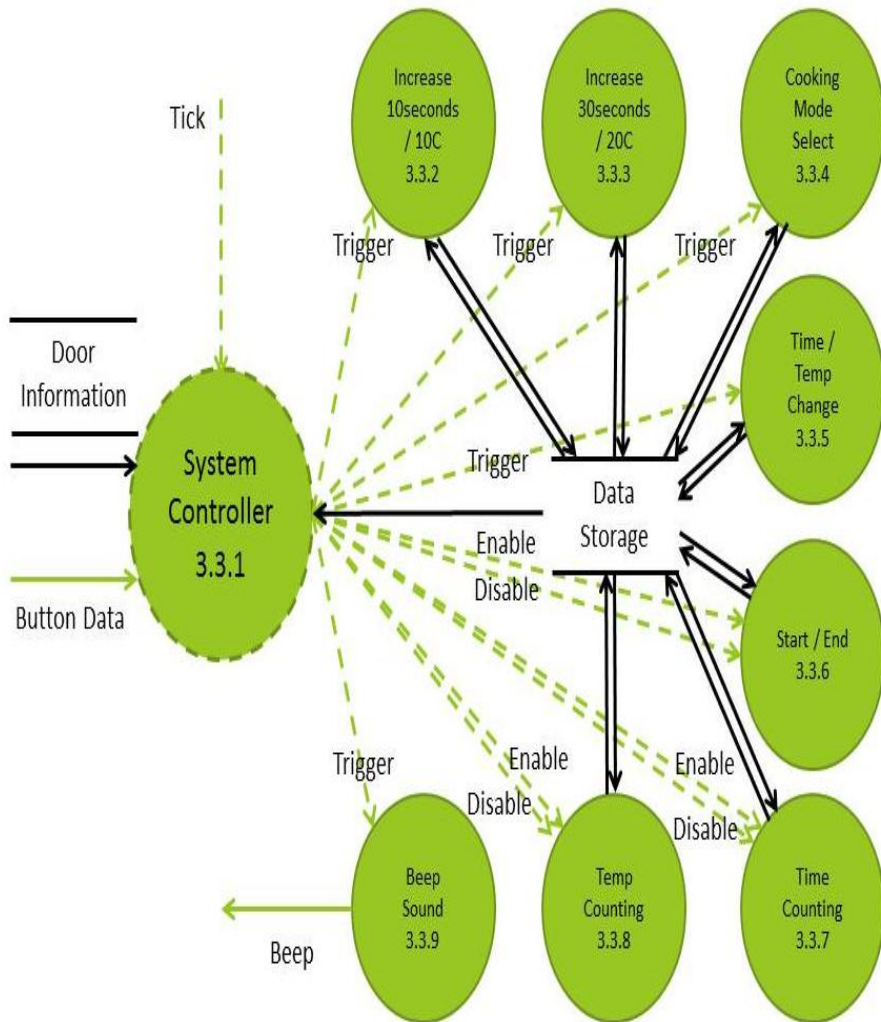 Tick
Increase
10seconds
/ 10C
3.3.2
Increase
30seconds
/ 20C
3.3.3
Cooking
Mode
Select
3.3.4
Trigger
Trigger
Trigger
Door
Information
Time /
Temp
Change
3.3.5
Trigger
System
Controller
3.3.1
Data
Storage
Enable
Disable
Button Data
Start / End
3.3.6
Trigger
Enable
Disable
Enable
Disable
Beep
Sound
3.3.9
Temp
Counting
3.3.8
Time
Counting
3.3.7
Beep